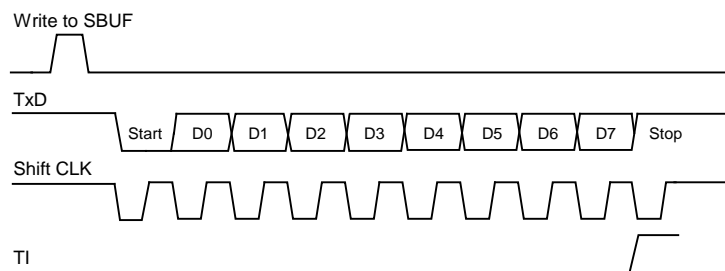 Write to SBUF
TxD
Start D0 D1 D2 D3 D4 D5 D6 D7 Stop
Shift CLK
TI